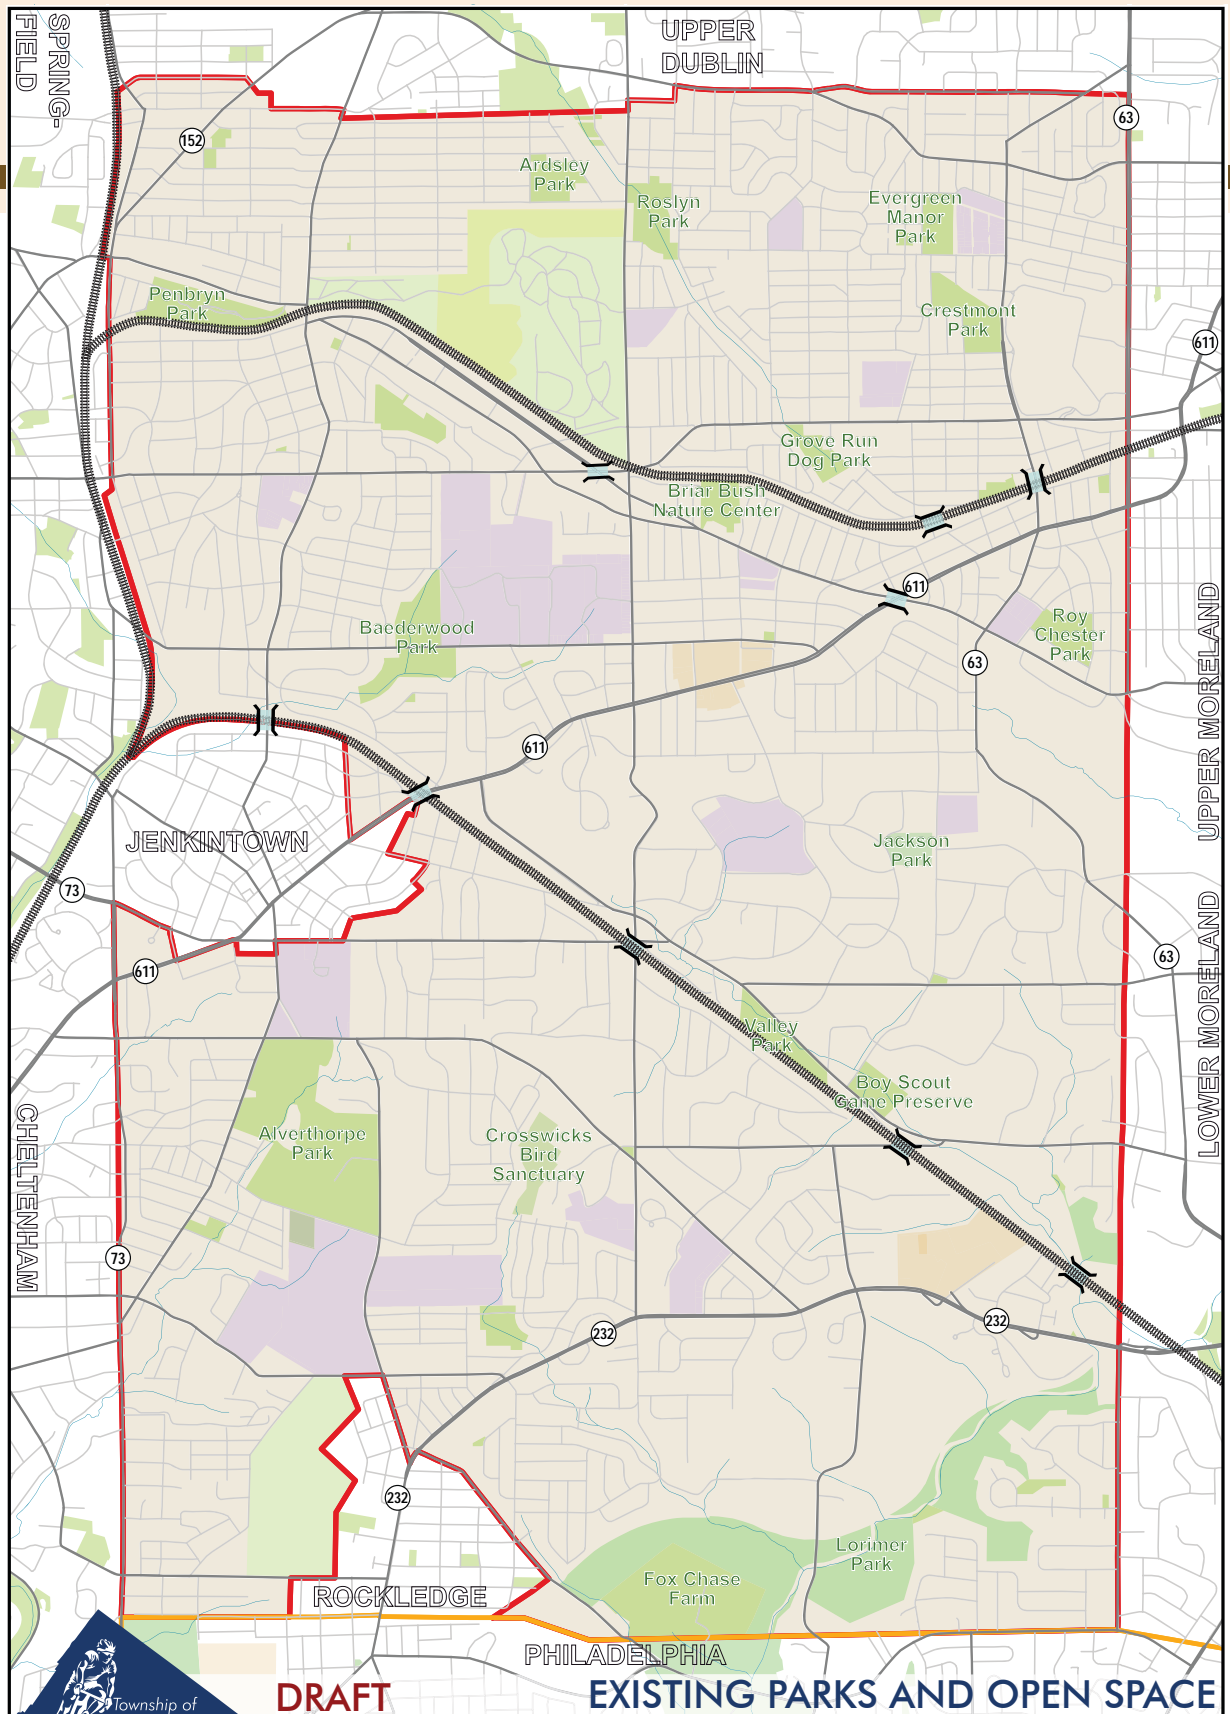 SPRING-
FIELD
UPPER
DUBLIN
63
152
Ardsley
Park
Roslyn
Park
Evergreen
Manor
Park
Penbryn
Park
Crestmont
Park
611
Grove Run
Dog Park
Briar Bush
Nature Center
611
Roy
Chester
Park
Baederwood
Park
63
UPPER MORELAND
611
JENKINTOWN
Jackson
Park
73
63
611
LOWER MORELAND
Valley
Park
Boy Scout
Game Preserve
Alverthorpe
Park
Crosswicks
Bird
Sanctuary
CHELTENHAM
73
232
232
232
Lorimer
Park
Fox Chase
Farm
ROCKLEDGE
PHILADELPHIA
Township of
DRAFT
EXISTING PARKS AND OPEN SPACE